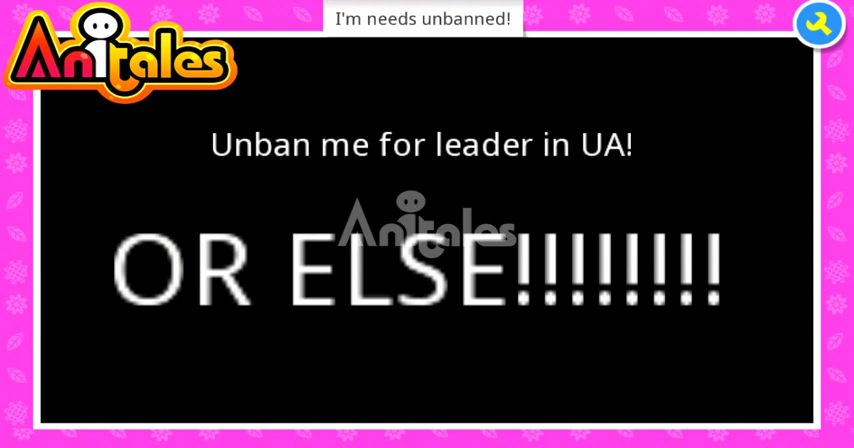 I'm needs unbanned!
Anitales
Unban me for leader in UA!
Anitales
OR ELSE!!!!!!!!